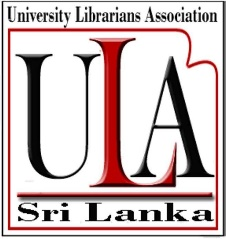 University Librarians Association
ULA
Sri Lanka